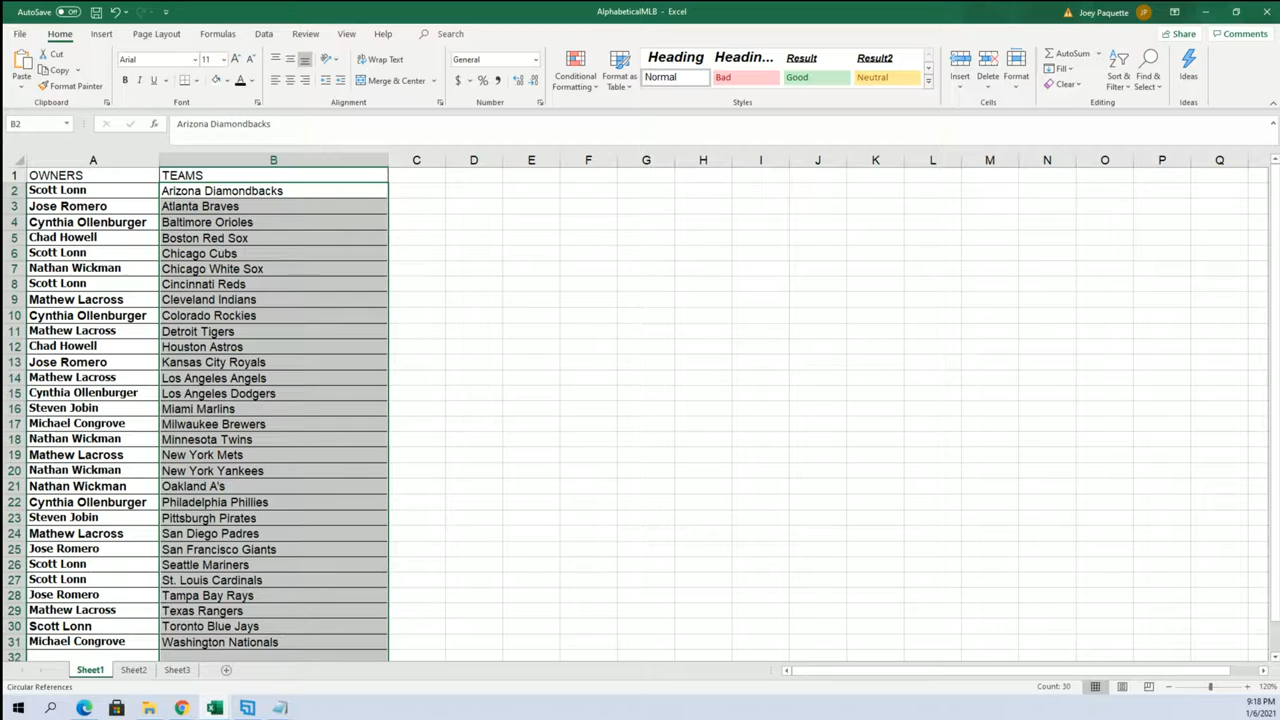 AutoSave Off AlphabeticalMLB - Excel Joey Paquette JP
File Home Insert Page Layout Formulas Data Review View Help Search Share Comments
Paste Cut Copy Format Painter Clipboard
Arial 11 A A B I U A Font
Wrap Text Merge & Center Alignment
General $ % 9 Number
Conditional Formatting Format as Table
Heading Headin... Result Result2
Normal Bad Good Neutral
Styles
Insert Delete Format Cells
AutoSum Fill Clear Sort & Filter Find & Select Editing
Ideas Ideas
B2 fx Arizona Diamondbacks
A B C D E F G H I J K L M N O P Q
1 OWNERS TEAMS
2 Scott Lonn Arizona Diamondbacks
3 Jose Romero Atlanta Braves
4 Cynthia Ollenburger Baltimore Orioles
5 Chad Howell Boston Red Sox
6 Scott Lonn Chicago Cubs
7 Nathan Wickman Chicago White Sox
8 Scott Lonn Cincinnati Reds
9 Mathew Lacross Cleveland Indians
10 Cynthia Ollenburger Colorado Rockies
11 Mathew Lacross Detroit Tigers
12 Chad Howell Houston Astros
13 Jose Romero Kansas City Royals
14 Mathew Lacross Los Angeles Angels
15 Cynthia Ollenburger Los Angeles Dodgers
16 Steven Jobin Miami Marlins
17 Michael Congrove Milwaukee Brewers
18 Nathan Wickman Minnesota Twins
19 Mathew Lacross New York Mets
20 Nathan Wickman New York Yankees
21 Nathan Wickman Oakland A's
22 Cynthia Ollenburger Philadelphia Phillies
23 Steven Jobin Pittsburgh Pirates
24 Mathew Lacross San Diego Padres
25 Jose Romero San Francisco Giants
26 Scott Lonn Seattle Mariners
27 Scott Lonn St. Louis Cardinals
28 Jose Romero Tampa Bay Rays
29 Mathew Lacross Texas Rangers
30 Scott Lonn Toronto Blue Jays
31 Michael Congrove Washington Nationals
32
Sheet1 Sheet2 Sheet3
Circular References Count: 30 120%
9:18 PM
1/6/2021